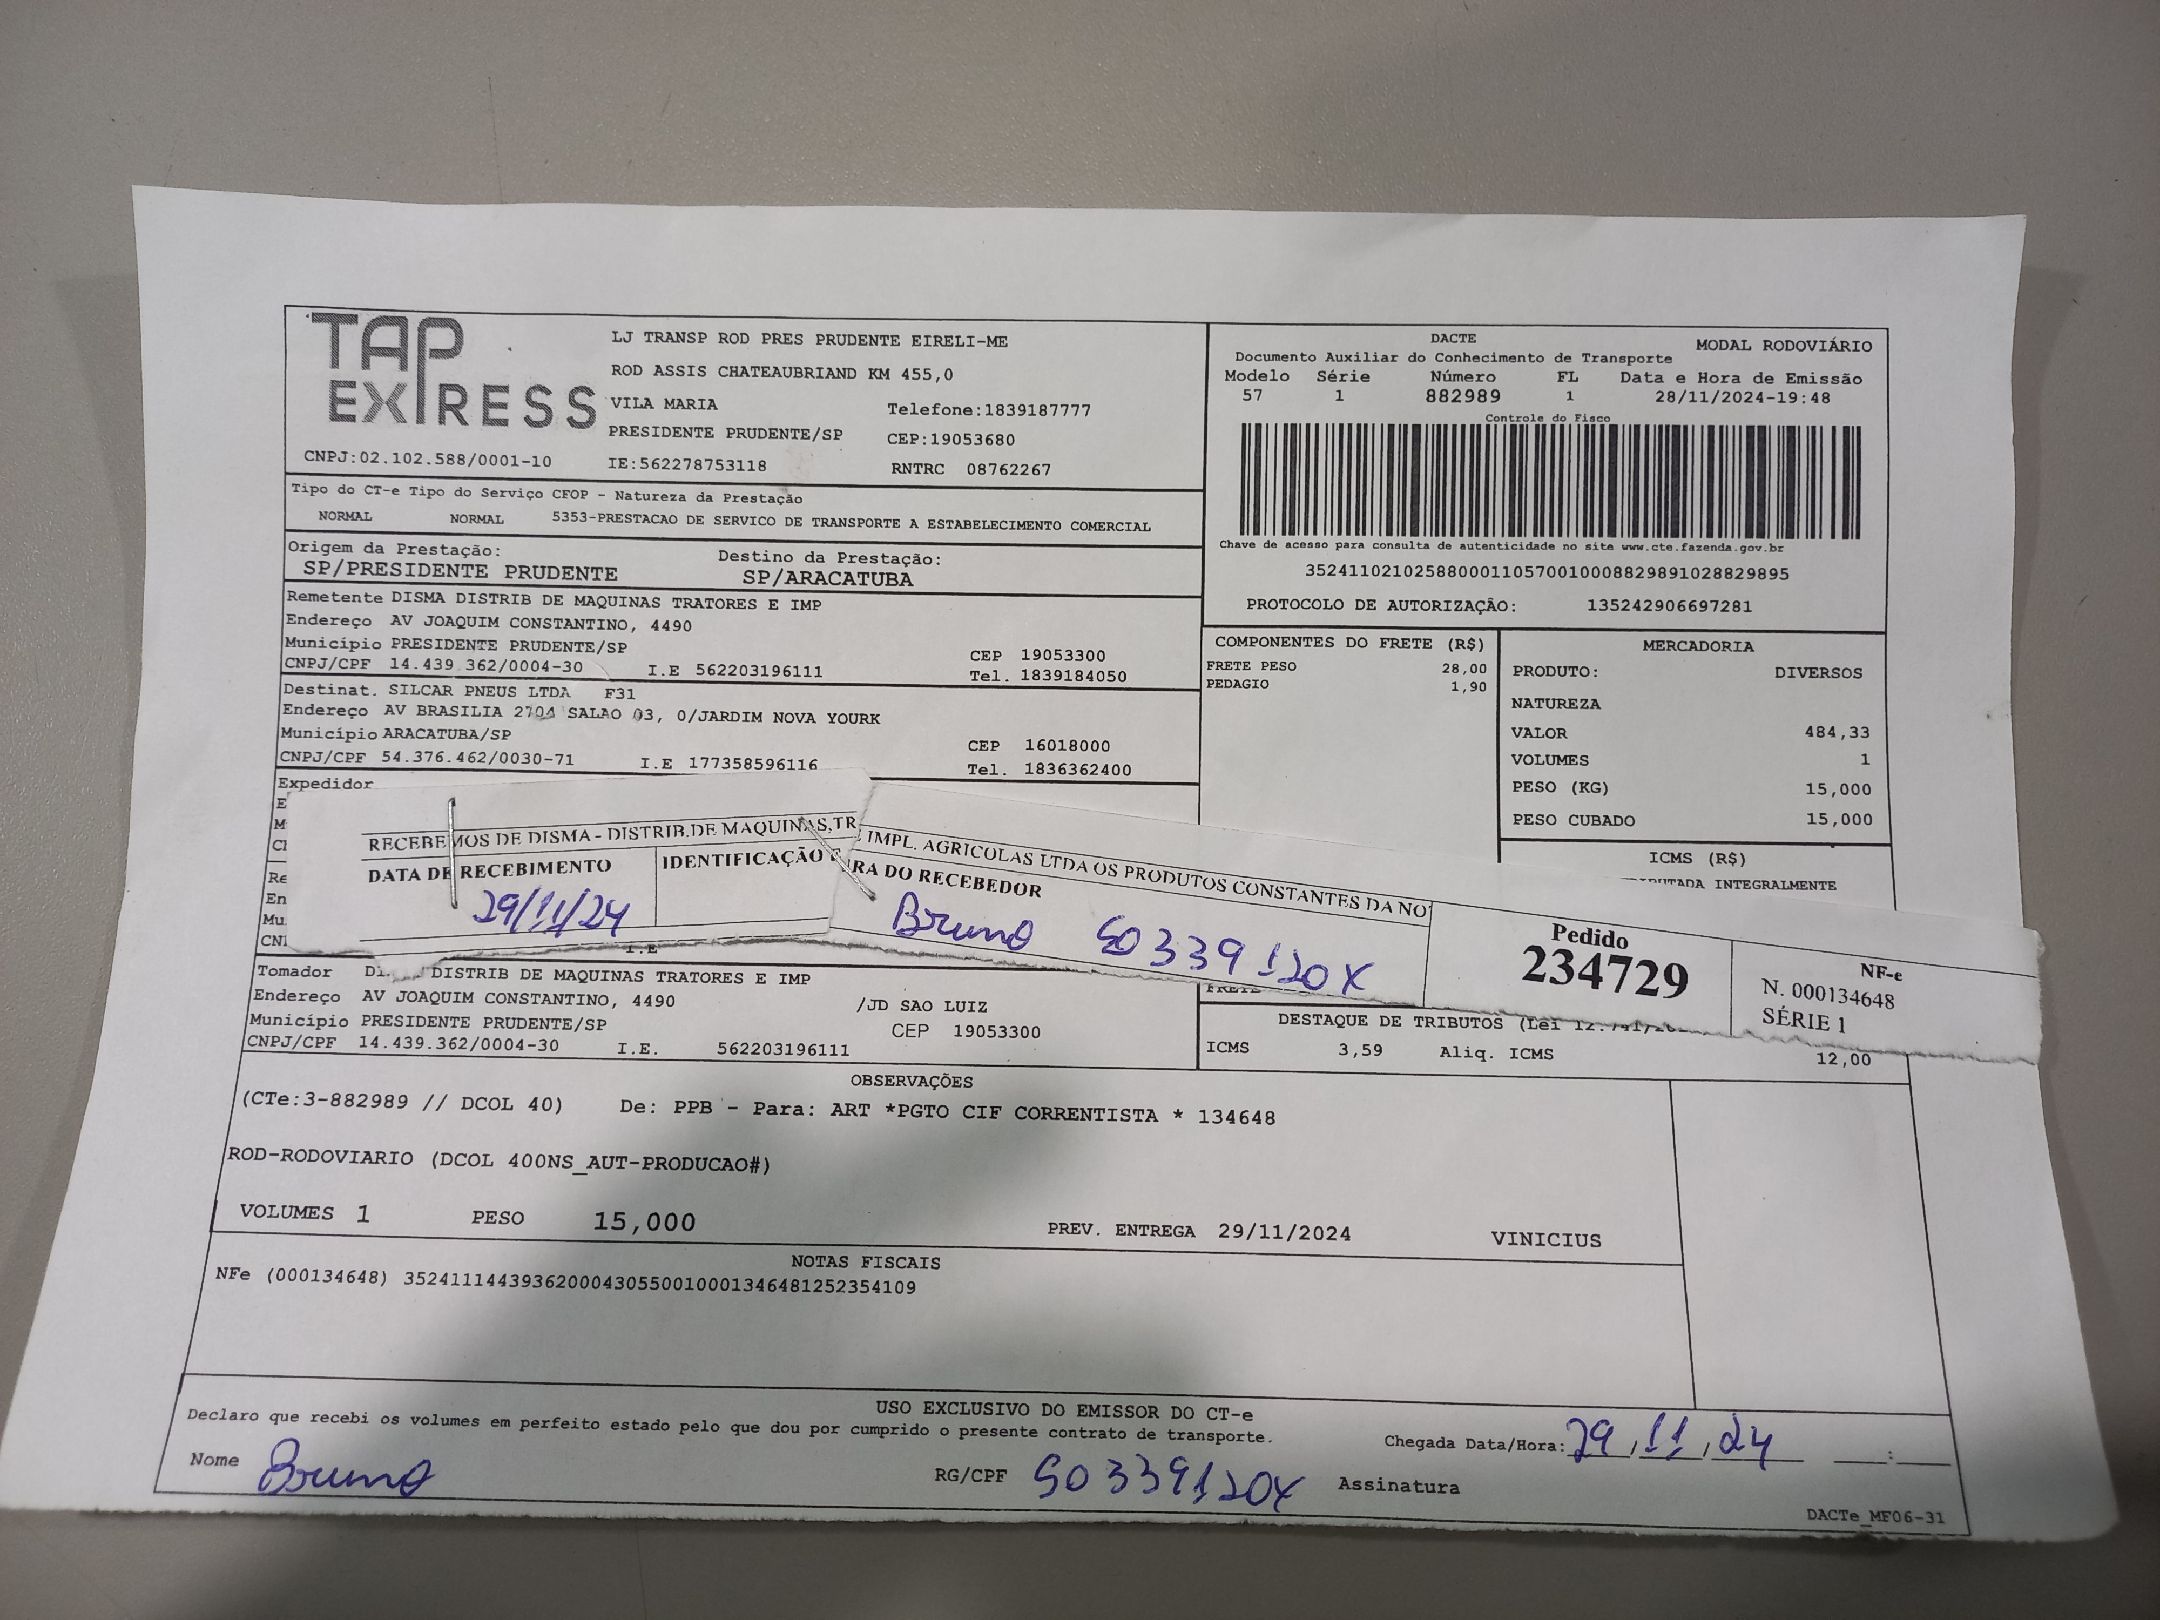 TAP EXPRESS
LJ TRANSP ROD PRES PRUDENTE EIRELI-ME
ROD ASSIS CHATEAUBRIAND KM 455,0
VILA MARIA Telefone:1839187777
PRESIDENTE PRUDENTE/SP CEP:19053680
CNPJ:02.102.588/0001-10 IE:562278753118 RNTRC 08762267
DACTE
MODAL RODOVIÁRIO
Documento Auxiliar do Conhecimento de Transporte
Modelo Série Número FL Data e Hora de Emissão
57 1 882989 1 28/11/2024-19:48
Controle do Fisco
Chave de acesso para consulta de autenticidade no site www.cte.fazenda.gov.br
35241102102588000110570010008829891028829895
PROTOCOLO DE AUTORIZAÇÃO: 135242906697281
Tipo do CT-e Tipo do Serviço CFOP - Natureza da Prestação
NORMAL NORMAL 5353-PRESTACAO DE SERVICO DE TRANSPORTE A ESTABELECIMENTO COMERCIAL
Origem da Prestação: Destino da Prestação:
SP/PRESIDENTE PRUDENTE SP/ARACATUBA
Remetente DISMA DISTRIB DE MAQUINAS TRATORES E IMP
Endereço AV JOAQUIM CONSTANTINO, 4490
Município PRESIDENTE PRUDENTE/SP CEP 19053300
CNPJ/CPF 14.439.362/0004-30 I.E 562203196111 Tel. 1839184050
Destinat. SILCAR PNEUS LTDA F31
Endereço AV BRASILIA 2704 SALAO 03, 0/JARDIM NOVA YOURK
Município ARACATUBA/SP CEP 16018000
CNPJ/CPF 54.376.462/0030-71 I.E 177358596116 Tel. 1836362400
Expedidor
COMPONENTES DO FRETE (R$)
FRETE PESO 28,00
PEDAGIO 1,90
MERCADORIA
PRODUTO: DIVERSOS
NATUREZA
VALOR 484,33
VOLUMES 1
PESO (KG) 15,000
PESO CUBADO 15,000
ICMS (R$)
INTEGRALMENTE
RECEBEMOS DE DISMA - DISTRIB.DE MAQUINAS,TR IMPL. AGRICOLAS LTDA OS PRODUTOS CONSTANTES DA NO
DATA DE RECEBIMENTO IDENTIFICAÇÃO E RA DO RECEBEDOR
29/11/24 Bruno 50339120X
Pedido
234729
NF-e
N. 000134648
SÉRIE 1
I.E
Tomador DISTRIB DE MAQUINAS TRATORES E IMP
Endereço AV JOAQUIM CONSTANTINO, 4490 /JD SAO LUIZ
Município PRESIDENTE PRUDENTE/SP CEP 19053300
CNPJ/CPF 14.439.362/0004-30 I.E. 562203196111
DESTAQUE DE TRIBUTOS (Lei
ICMS 3,59 Aliq. ICMS 12,00
OBSERVAÇÕES
(CTe:3-882989 // DCOL 40) De: PPB - Para: ART *PGTO CIF CORRENTISTA * 134648
ROD-RODOVIARIO (DCOL 400NS_AUT-PRODUCAO#)
VOLUMES 1 PESO 15,000 PREV. ENTREGA 29/11/2024 VINICIUS
NOTAS FISCAIS
NFe (000134648) 35241114439362000430550010001346481252354109
USO EXCLUSIVO DO EMISSOR DO CT-e
Declaro que recebi os volumes em perfeito estado pelo que dou por cumprido o presente contrato de transporte.
Chegada Data/Hora: 29/11/24 :
Nome Bruno RG/CPF 50339120X Assinatura
DACTe_MF06-31